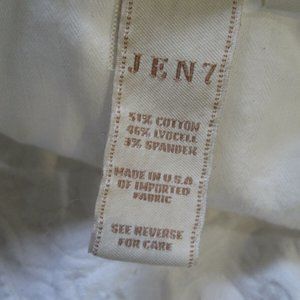 JEN7
51% COTTON
46% LYOCELL
3% SPANDEX
MADE IN U.S.A
OF IMPORTED
FABRIC
SEE REVERSE
FOR CARE